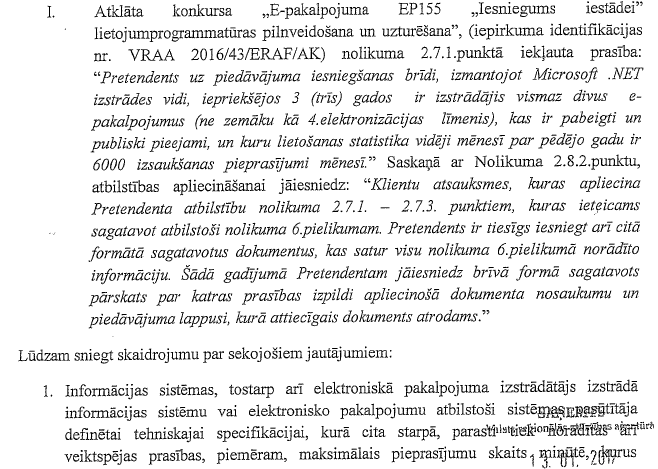 I. Atklāta konkursa „E-pakalpojuma EP155 „Iesniegums iestādei”
lietojumprogrammatūras pilnveidošana un uzturēšana”, (iepirkuma identifikācijas
nr. VRAA 2016/43/ERAF/AK) nolikuma 2.7.1.punktā iekļauta prasība:
“Pretendents uz piedāvājuma iesniegšanas brīdi, izmantojot Microsoft .NET
izstrādes vidi, iepriekšējos 3 (trīs) gados ir izstrādājis vismaz divus e-
pakalpojumus (ne zemāku kā 4.elektronizācijas līmenis), kas ir pabeigti un
publiski pieejami, un kuru lietošanas statistika vidēji mēnesī par pēdējo gadu ir
6000 izsaukšanas pieprasījumi mēnesī.” Saskaņā ar Nolikuma 2.8.2.punktu,
atbilstības apliecināšanai jāiesniedz: “Klientu atsauksmes, kuras apliecina
Pretendenta atbilstību nolikuma 2.7.1. – 2.7.3. punktiem, kuras ieteicams
sagatavot atbilstoši nolikuma 6.pielikumam. Pretendents ir tiesīgs iesniegt arī citā
formātā sagatavotus dokumentus, kas satur visu nolikuma 6.pielikumā norādīto
informāciju. Šādā gadījumā Pretendentam jāiesniedz brīvā formā sagatavots
pārskats par katras prasības izpildi apliecinošā dokumenta nosaukumu un
piedāvājuma lappusi, kurā attiecīgais dokuments atrodams.”
Lūdzam sniegt skaidrojumu par sekojošiem jautājumiem:
1. Informācijas sistēmas, tostarp arī elektroniskā pakalpojuma izstrādātājs izstrādā
informācijas sistēmu vai elektronisko pakalpojumu atbilstoši sistēmas pasūtītāja
definētai tehniskajai specifikācijai, kurā cita starpā, parasti tiek norādītas arī
veiktspējas prasības, piemēram, maksimālais pieprasījumu skaits minūtē, kurus
13. 01. 2017